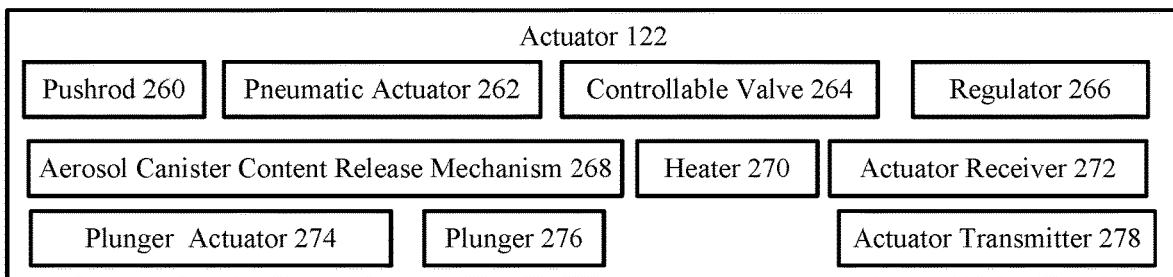 Actuator 122
Pushrod 260 Pneumatic Actuator 262 Controllable Valve 264 Regulator 266
Aerosol Canister Content Release Mechanism 268 Heater 270 Actuator Receiver 272
Plunger Actuator 274 Plunger 276 Actuator Transmitter 278